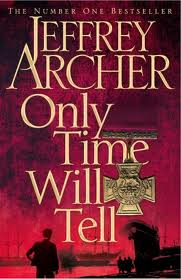 THE NUMBER ONE BESTSELLER
JEFFREY
ARCHER
Only
Time
Will
Tell